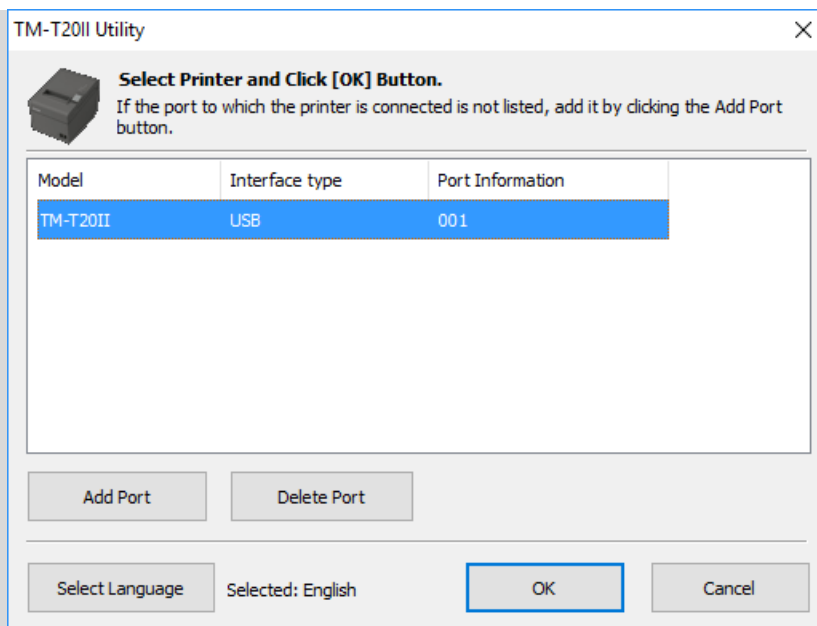 TM-T20II Utility
Select Printer and Click [OK] Button.
If the port to which the printer is connected is not listed, add it by clicking the Add Port
button.
Model Interface type Port Information
TM-T20II USB 001
Add Port Delete Port
Select Language Selected: English OK Cancel